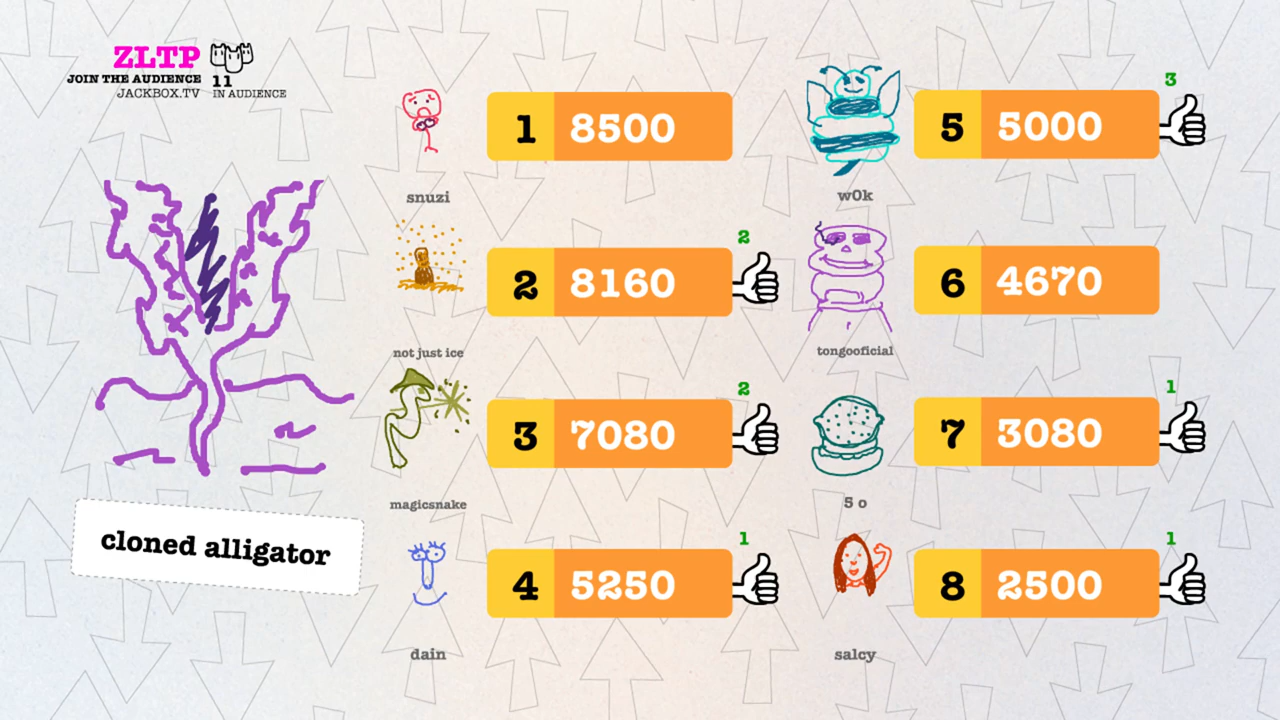 ZLTP
JOIN THE AUDIENCE 11
JACKBOX.TV IN AUDIENCE
cloned alligator
1 8500
snuzi
2
2 8160
not just ice
2
3 7080
magicsnake
1
4 5250
dain
3
5 5000
w0k
6 4670
tongooficial
1
7 3080
5 o
1
8 2500
salcy